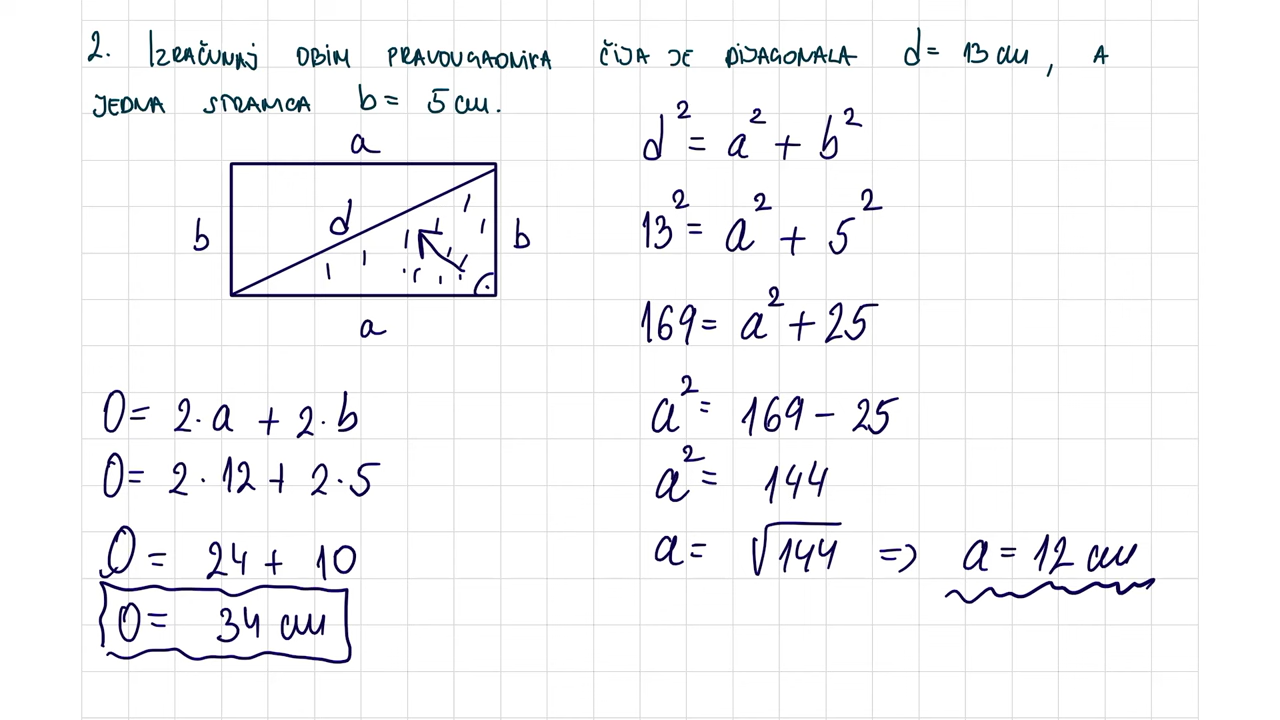 2. IZRAČUNAJ OBIM PRAVOUGAONIKA ČIJA JE DIJAGONALA d = 13 cm, A
JEDNA STRANICA b = 5 cm.
a
b
d
b
a
O = 2·a + 2·b
O = 2·12 + 2·5
O = 24 + 10
O = 34 cm
d² = a² + b²
13² = a² + 5²
169 = a² + 25
a² = 169 - 25
a² = 144
a = √144 => a = 12 cm